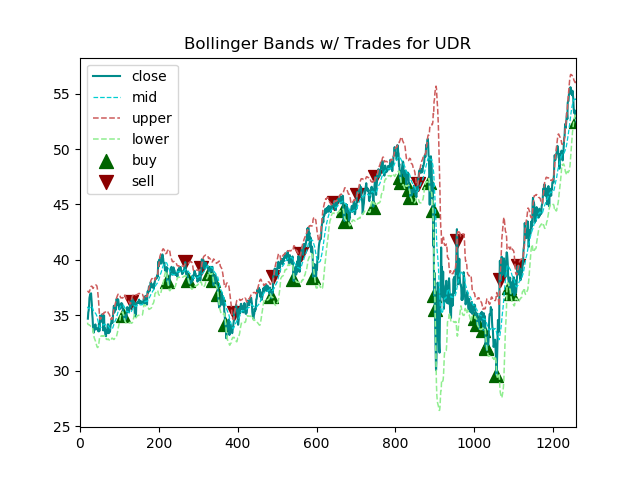 Bollinger Bands w/ Trades for UDR
close
mid
upper
lower
buy
sell
55
50
45
40
35
30
25
0 200 400 600 800 1000 1200